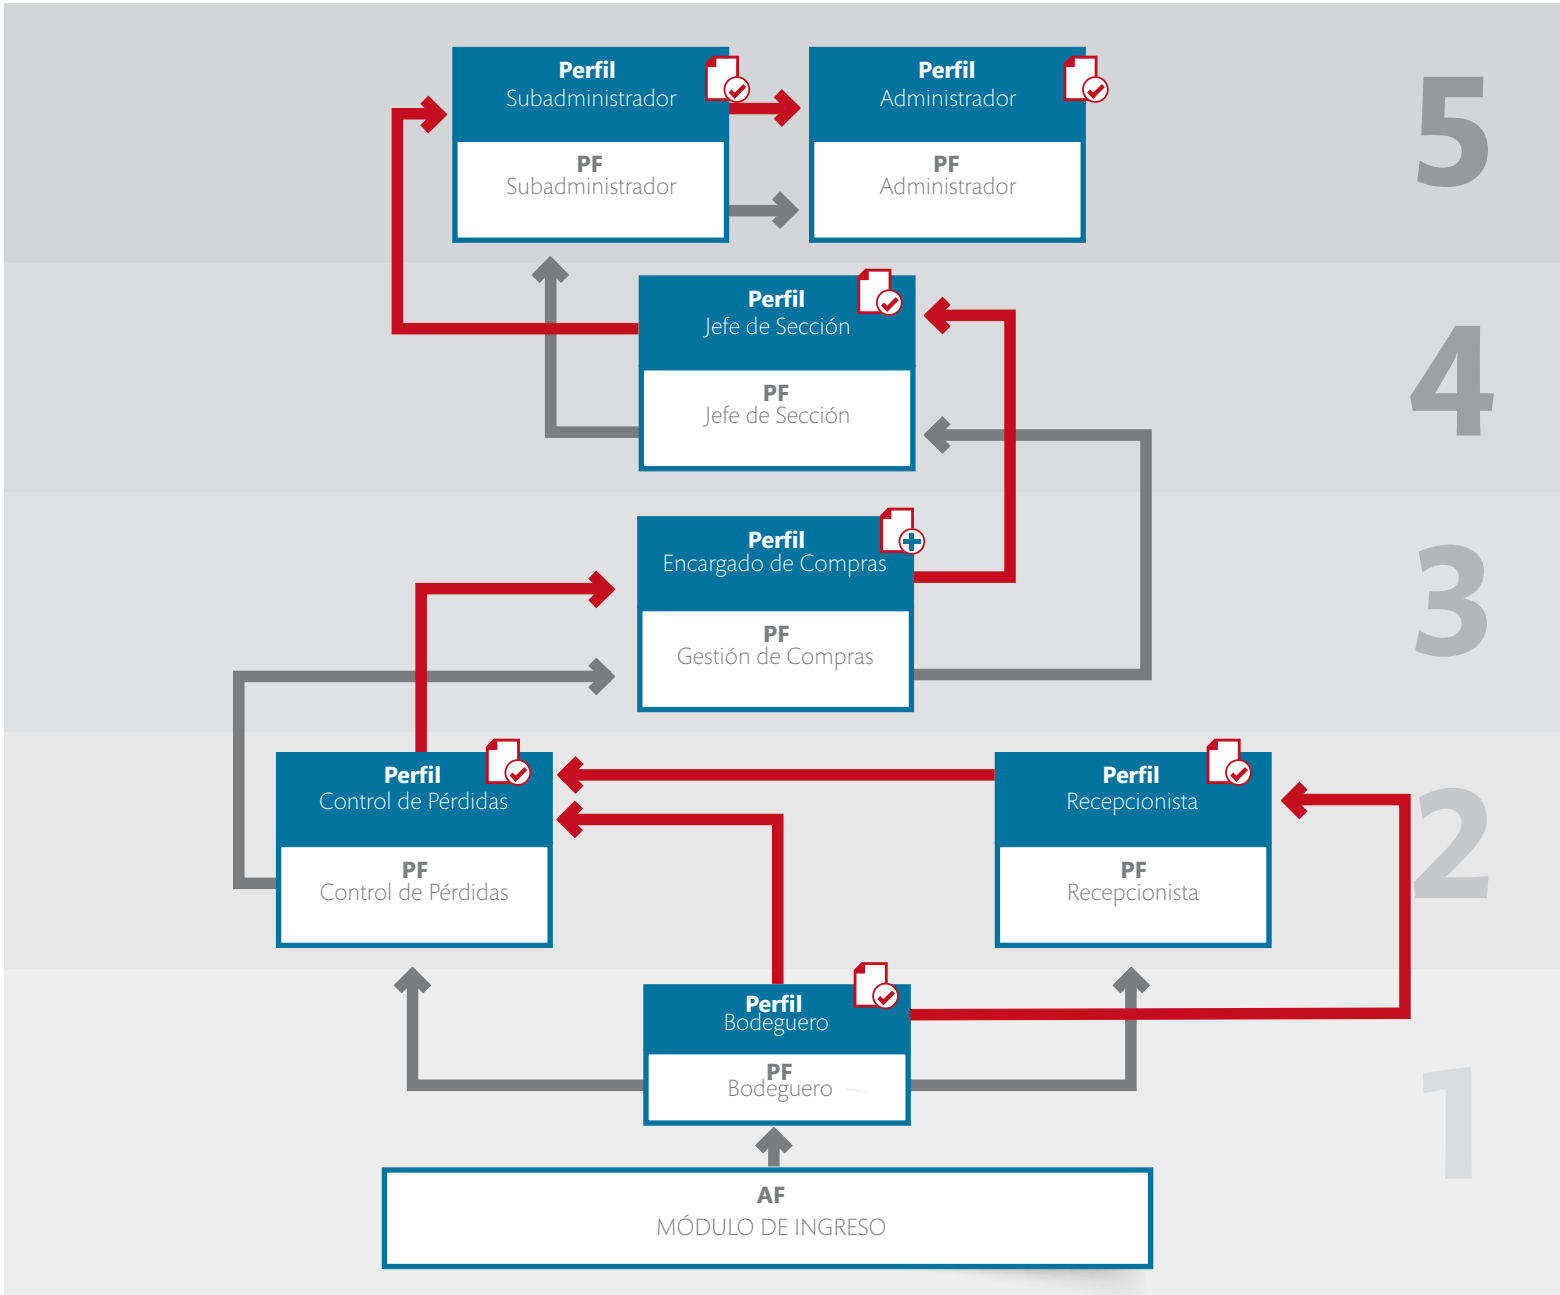 Perfil
Subadministrador
PF
Subadministrador
Perfil
Administrador
PF
Administrador
5
Perfil
Jefe de Sección
PF
Jefe de Sección
4
Perfil
Encargado de Compras
PF
Gestión de Compras
3
Perfil
Control de Pérdidas
PF
Control de Pérdidas
Perfil
Recepcionista
PF
Recepcionista
2
Perfil
Bodeguero
PF
Bodeguero
1
AF
MÓDULO DE INGRESO